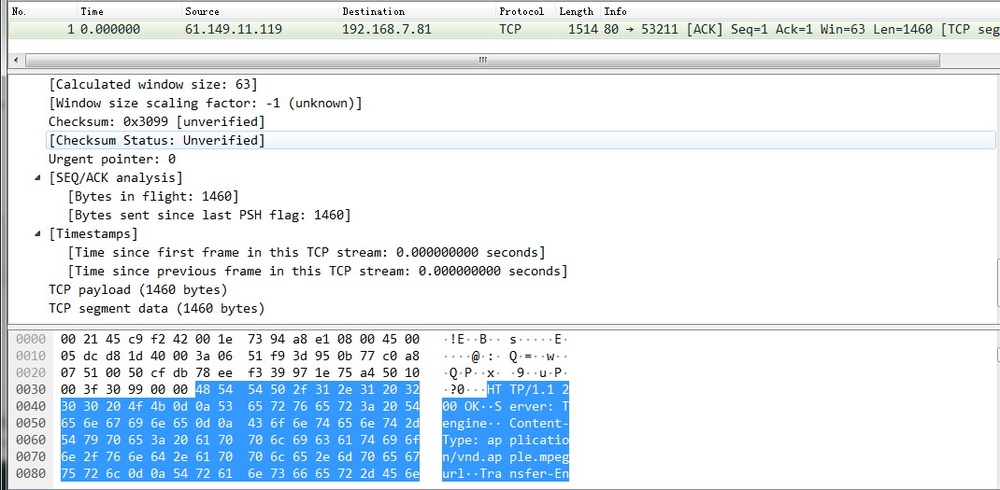 No. Time Source Destination Protocol Length Info
1 0.000000 61.149.11.119 192.168.7.81 TCP 1514 80 → 53211 [ACK] Seq=1 Ack=1 Win=63 Len=1460 [TCP seg
[Calculated window size: 63]
[Window size scaling factor: -1 (unknown)]
Checksum: 0x3099 [unverified]
[Checksum Status: Unverified]
Urgent pointer: 0
[SEQ/ACK analysis]
[Bytes in flight: 1460]
[Bytes sent since last PSH flag: 1460]
[Timestamps]
[Time since first frame in this TCP stream: 0.000000000 seconds]
[Time since previous frame in this TCP stream: 0.000000000 seconds]
TCP payload (1460 bytes)
TCP segment data (1460 bytes)
0000 00 21 45 c9 f2 42 00 1e 73 94 a8 e1 08 00 45 00 ·!E··B·· s·····E·
0010 05 dc d8 1d 40 00 3a 06 51 f9 3d 95 0b 77 c0 a8 ····@·:· Q·=··w··
0020 07 51 00 50 cf db 78 ee f3 39 97 1e 75 a4 50 10 ·Q·P··x· ·9··u·P·
0030 00 3f 30 99 00 00 48 54 54 50 2f 31 2e 31 20 32 ·?0···HT TP/1.1 2
0040 30 30 20 4f 4b 0d 0a 53 65 72 76 65 72 3a 20 54 00 OK··S erver: T
0050 65 6e 67 69 6e 65 0d 0a 43 6f 6e 74 65 6e 74 2d engine·· Content-
0060 54 79 70 65 3a 20 61 70 70 6c 69 63 61 74 69 6f Type: ap plicatio
0070 6e 2f 76 6e 64 2e 61 70 70 6c 65 2e 6d 70 65 67 n/vnd.ap ple.mpeg
0080 75 72 6c 0d 0a 54 72 61 6e 73 66 65 72 2d 45 6e url··Tra nsfer-En